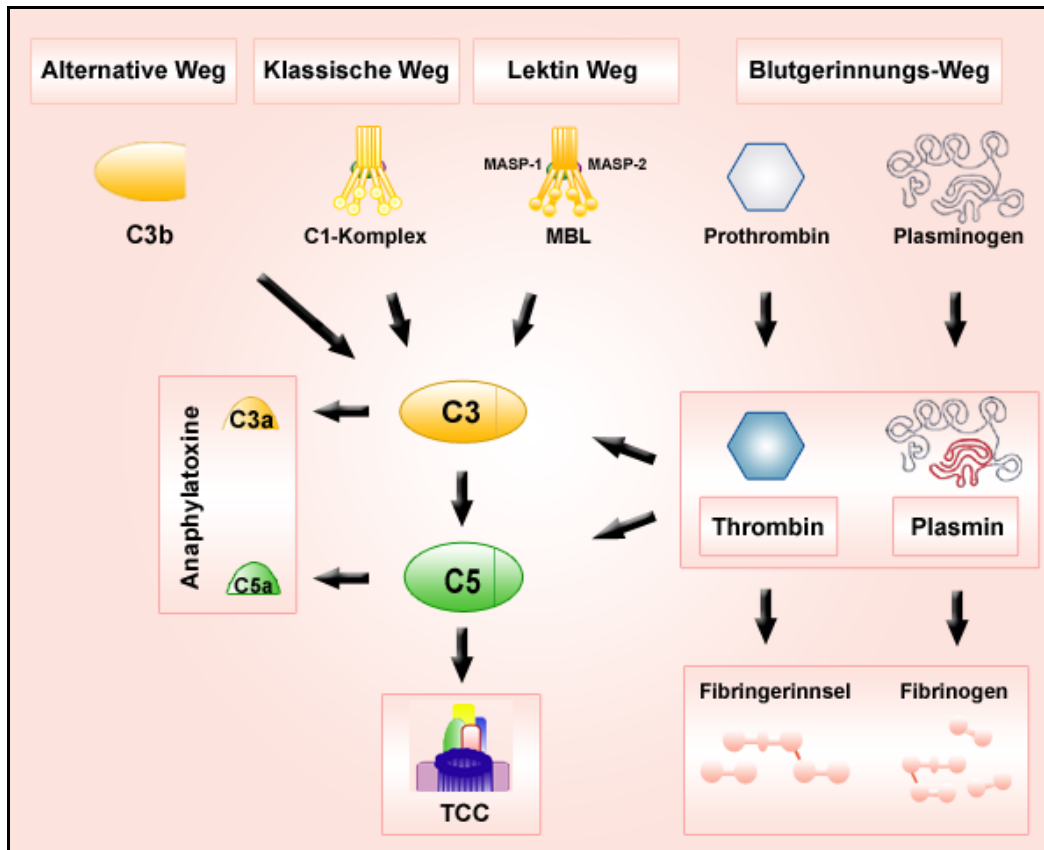 Alternative Weg
Klassische Weg
Lektin Weg
Blutgerinnungs-Weg
MASP-1
MASP-2
C3b
C1-Komplex
MBL
Prothrombin
Plasminogen
Anaphylatoxine
C3a
C3
C5a
C5
Thrombin
Plasmin
Fibringerinnsel
Fibrinogen
TCC